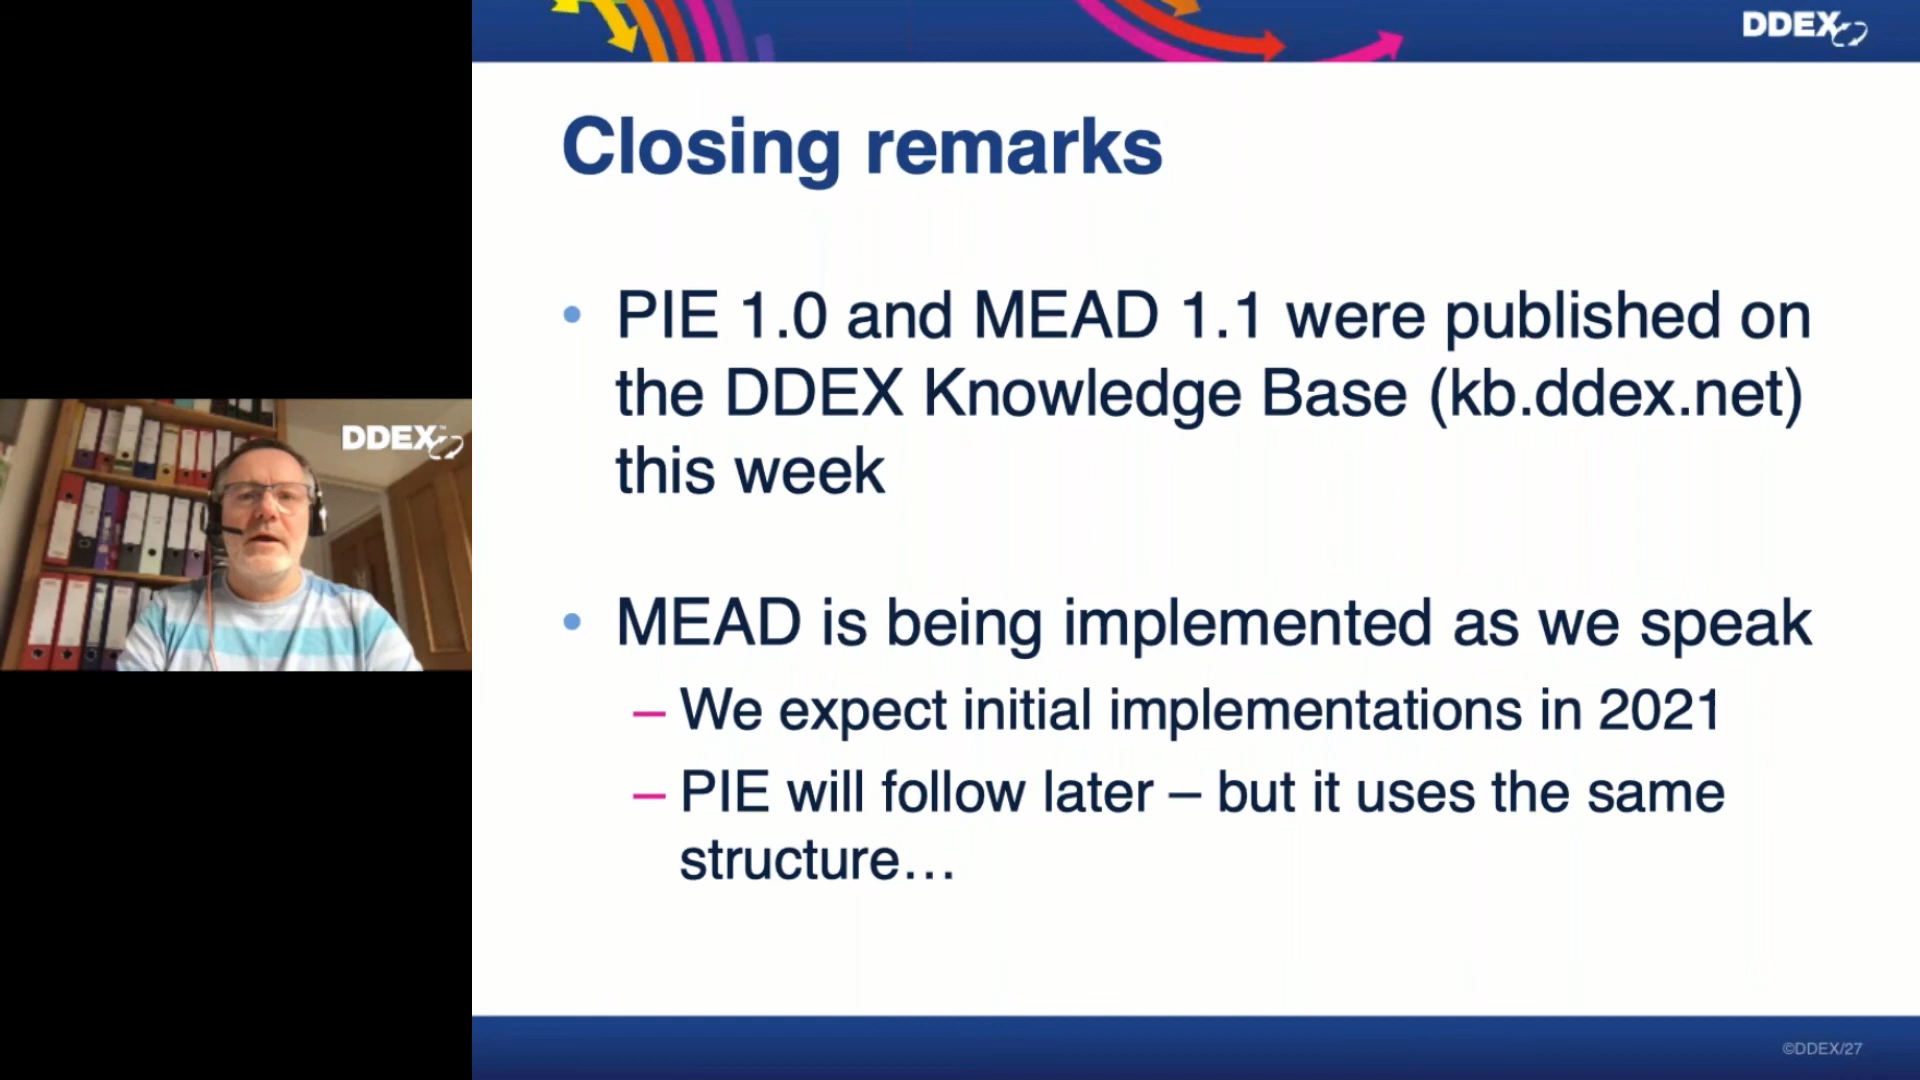 DDEX
Closing remarks
• PIE 1.0 and MEAD 1.1 were published on
the DDEX Knowledge Base (kb.ddex.net)
this week
DDEX
• MEAD is being implemented as we speak
– We expect initial implementations in 2021
– PIE will follow later – but it uses the same
structure…
©DDEX/27